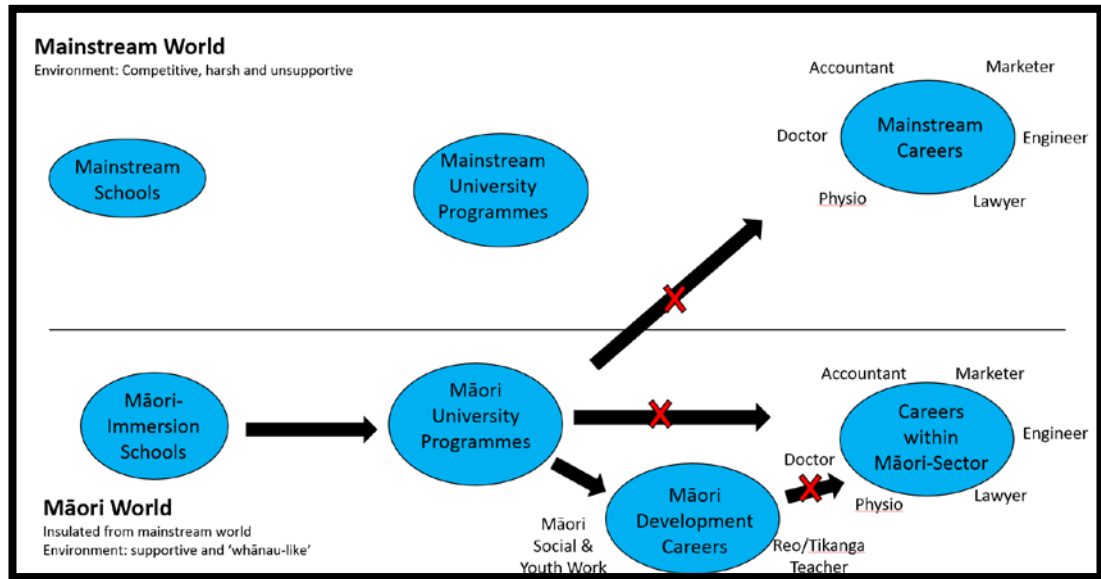 Mainstream World
Environment: Competitive, harsh and unsupportive
Accountant
Marketer
Doctor
Mainstream
Careers
Engineer
Physio
Lawyer
Mainstream
Schools
Mainstream
University
Programmes
Māori-
Immersion
Schools
Māori
University
Programmes
Accountant
Marketer
Careers
within
Māori-Sector
Engineer
Doctor
Physio
Lawyer
Māori World
Insulated from mainstream world
Environment: supportive and ‘whānau-like’
Māori
Social &
Youth Work
Māori
Development
Careers
Reo/Tikanga
Teacher